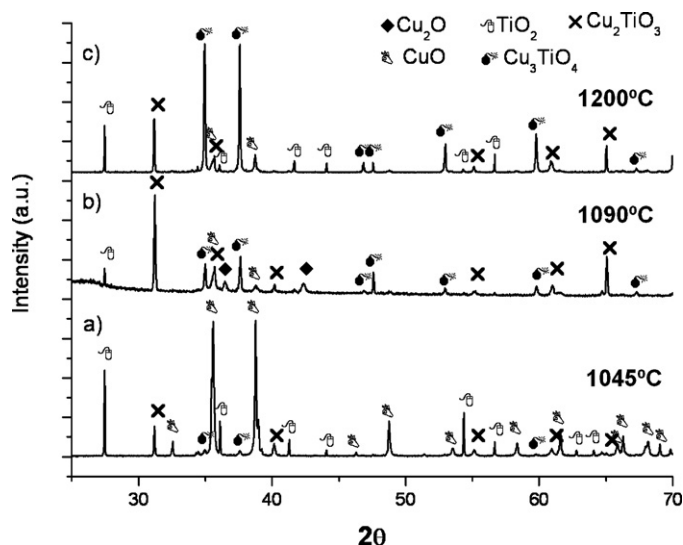 ◆ Cu₂O TiO₂ ✕ Cu₂TiO₃
CuO Cu₃TiO₄
c)
1200ºC
b)
1090ºC
a)
1045ºC
Intensity (a.u.)
30 40 50 60 70
2θ